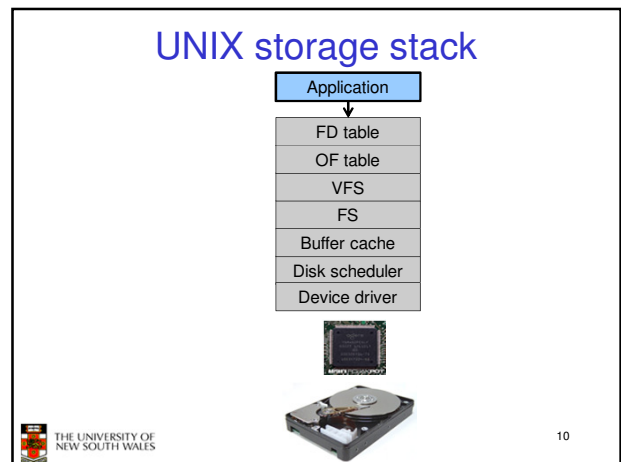 UNIX storage stack
Application
FD table
OF table
VFS
FS
Buffer cache
Disk scheduler
Device driver
THE UNIVERSITY OF
NEW SOUTH WALES
10